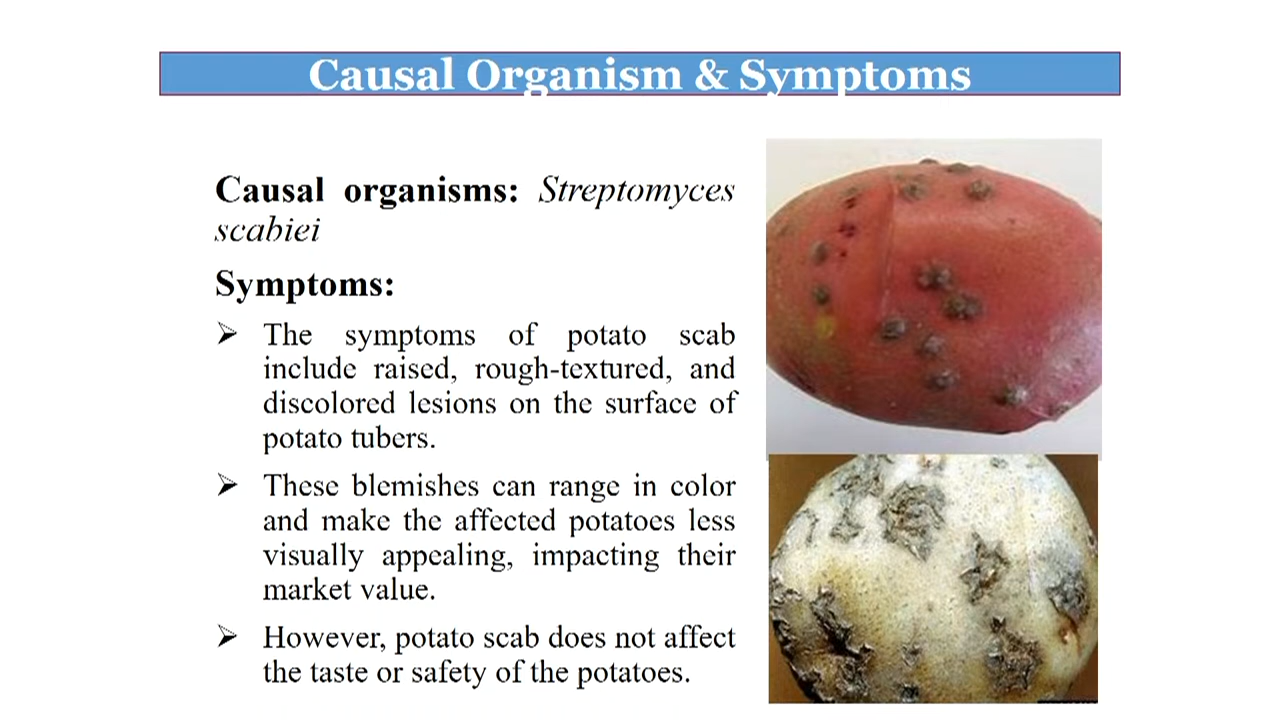 Causal Organism & Symptoms
Causal organisms: Streptomyces
scabiei
Symptoms:
➢ The symptoms of potato scab
include raised, rough-textured, and
discolored lesions on the surface of
potato tubers.
➢ These blemishes can range in color
and make the affected potatoes less
visually appealing, impacting their
market value.
➢ However, potato scab does not affect
the taste or safety of the potatoes.